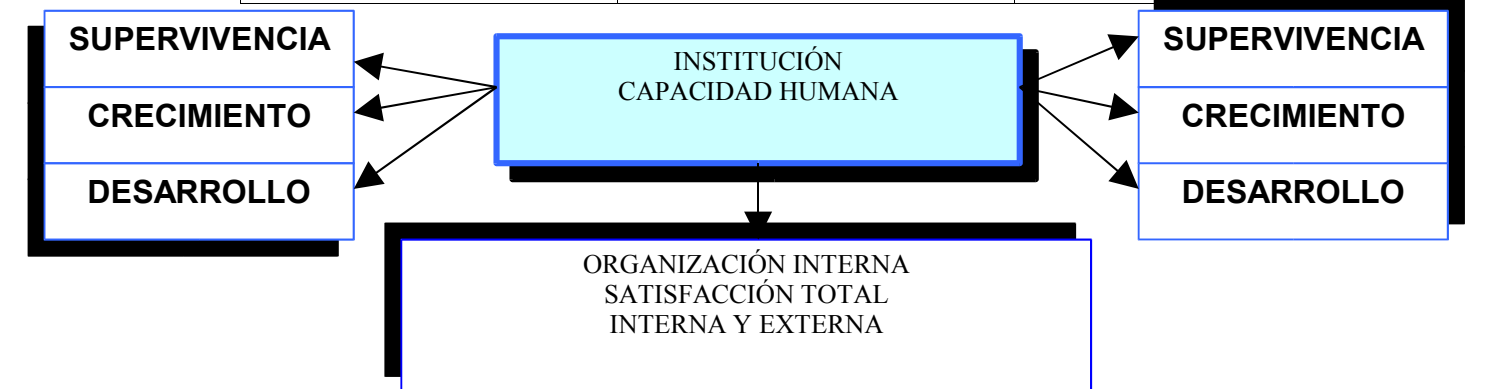 SUPERVIVENCIA
CRECIMIENTO
DESARROLLO
INSTITUCIÓN
CAPACIDAD HUMANA
SUPERVIVENCIA
CRECIMIENTO
DESARROLLO
ORGANIZACIÓN INTERNA
SATISFACCIÓN TOTAL
INTERNA Y EXTERNA